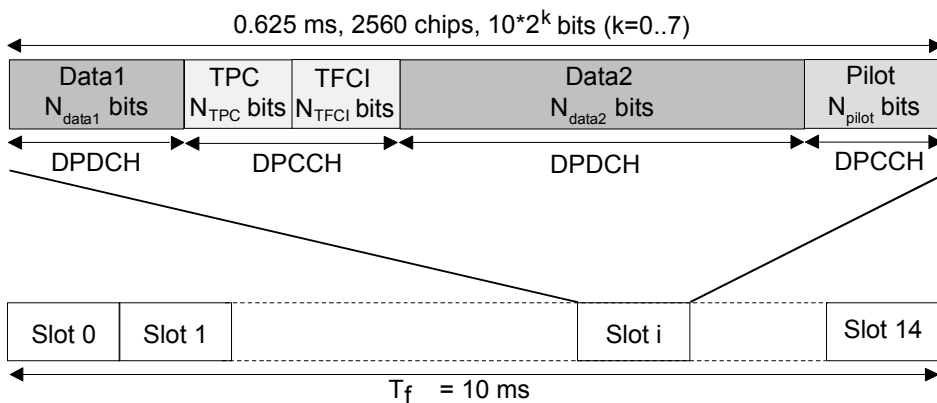 0.625 ms, 2560 chips, 10*2^k bits (k=0..7)
Data1 TPC TFCI Data2 Pilot
N_data1 bits N_TPC bits N_TFCI bits N_data2 bits N_pilot bits
DPDCH DPCCH DPDCH DPCCH
Slot 0 Slot 1 Slot i Slot 14
T_f = 10 ms